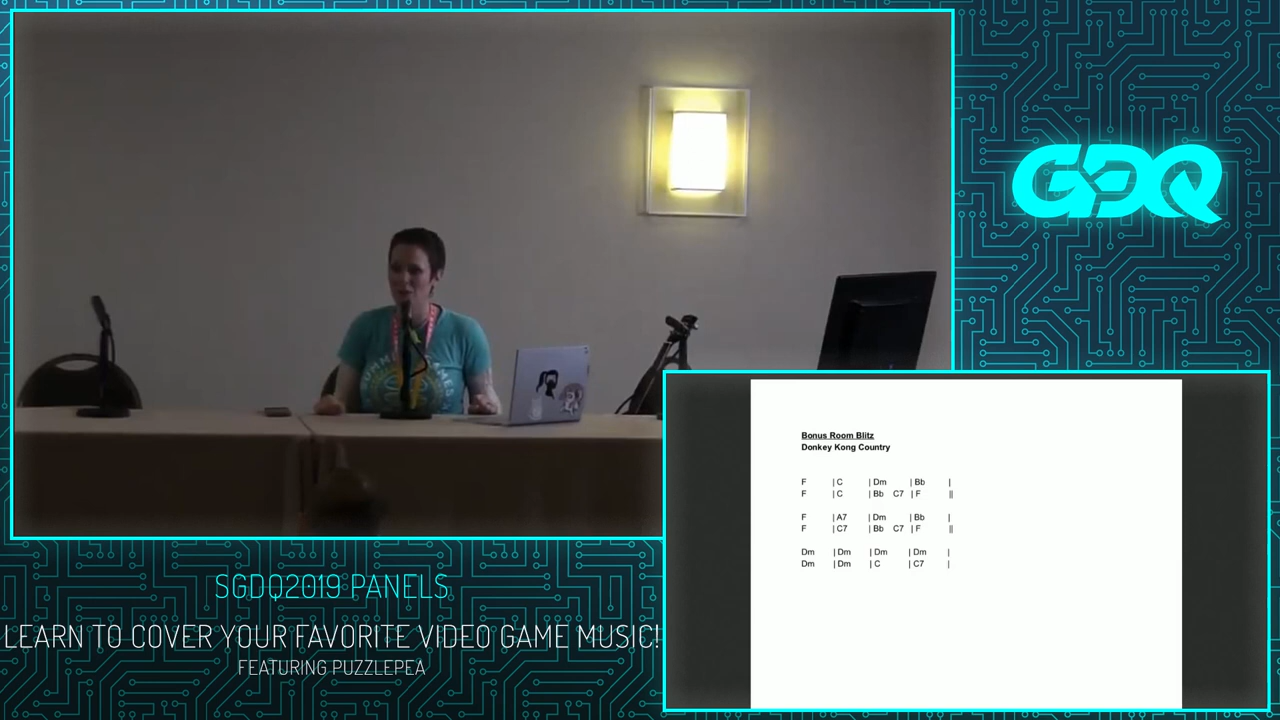 GDQ
Bonus Room Blitz
Donkey Kong Country
F | C | Dm | Bb |
F | C | Bb C7 | F ||
F | A7 | Dm | Bb |
F | C7 | Bb C7 | F ||
Dm | Dm | Dm | Dm |
Dm | Dm | C | C7 |
SGDQ2019 PANELS
LEARN TO COVER YOUR FAVORITE VIDEO GAME MUSIC!
FEATURING PUZZLEPEA